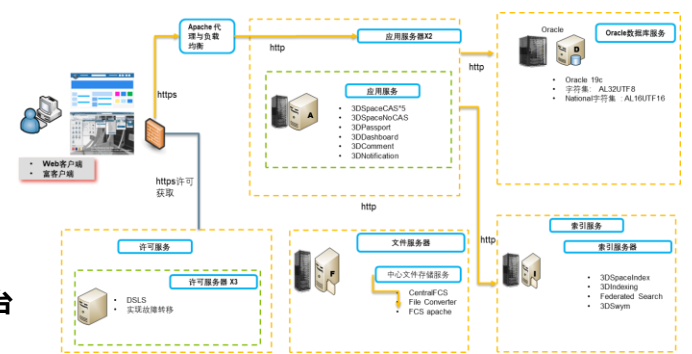 Apache 代
理与负载
均衡
https
http
应用服务器X2
http
应用服务
A
• 3DSpaceCAS*5
• 3DSpaceNoCAS
• 3DPassport
• 3DDashboard
• 3DComment
• 3DNotification
Oracle
D
Oracle数据库服务
• Oracle 19c
• 字符集: AL32UTF8
• National字符集 :AL16UTF16
• Web客户端
• 富客户端
https许可
获取
http
许可服务
许可服务器 X3
• DSLS
• 实现故障转移
台
文件服务器
F
中心文件存储服务
• CentralFCS
• File Converter
• FCS apache
http
索引服务
索引服务器
I
• 3DSpaceIndex
• 3DIndexing
• Federated Search
• 3DSwym